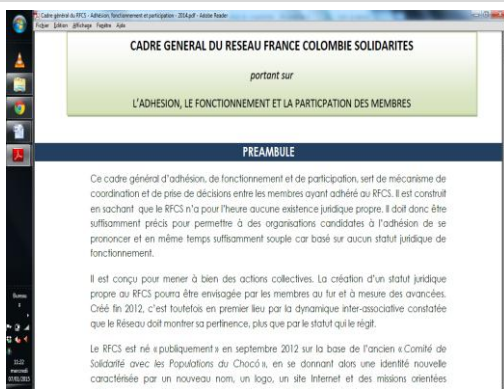 Cadre général du RFCS - Adhésion, fonctionnement et participation - 2014.pdf - Adobe Reader
Fichier Edition Affichage Fenêtre Aide
CADRE GENERAL DU RESEAU FRANCE COLOMBIE SOLIDARITES
portant sur
L'ADHESION, LE FONCTIONNEMENT ET LA PARTICPATION DES MEMBRES
PREAMBULE
Ce cadre général d'adhésion, de fonctionnement et de participation, sert de mécanisme de
coordination et de prise de décisions entre les membres ayant adhéré au RFCS. Il est construit
en sachant que le RFCS n'a pour l'heure aucune existence juridique propre. Il doit donc être
suffisamment précis pour permettre à des organisations candidates à l'adhésion de se
prononcer et en même temps suffisamment souple car basé sur aucun statut juridique de
fonctionnement.
Il est conçu pour mener à bien des actions collectives. La création d'un statut juridique
propre au RFCS pourra être envisagée par les membres au fur et à mesure des avancées.
Créé fin 2012, c'est toutefois en premier lieu par la dynamique inter-associative constatée
que le Réseau doit montrer sa pertinence, plus que par le statut qui le régit.
Le RFCS est né « publiquement » en septembre 2012 sur la base de l'ancien « Comité de
Solidarité avec les Populations du Chocó », en se donnant alors une identité nouvelle
caractérisée par un nouveau nom, un logo, un site Internet et des missions orientées
Bureau
11:22
mercredi
07/01/2015